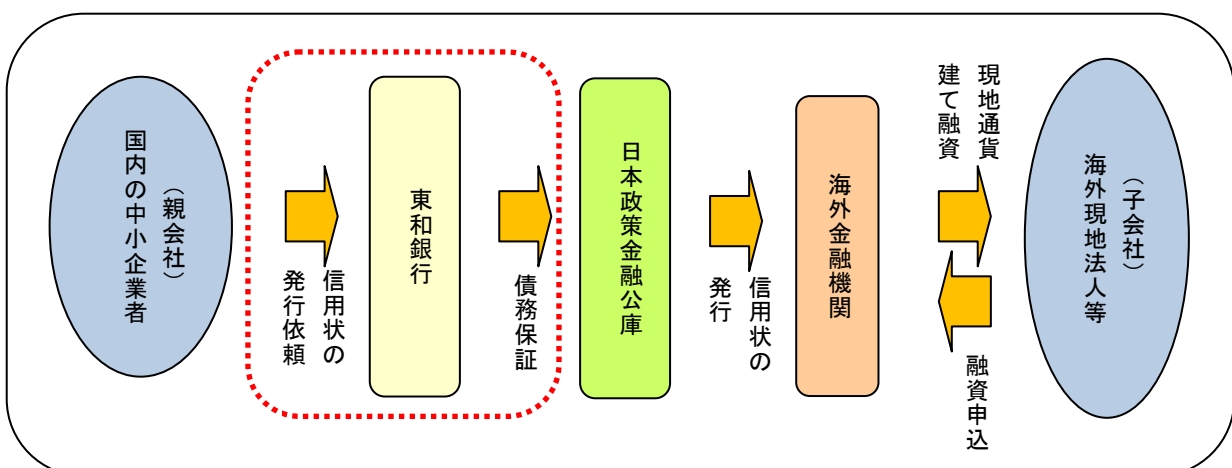 国内の中小企業者
（親会社）
信用状の
発行依頼
東和銀行
債務保証
日本政策金融公庫
信用状の
発行
海外金融機関
現地通貨
建て融資
融資申込
（子会社）
海外現地法人等